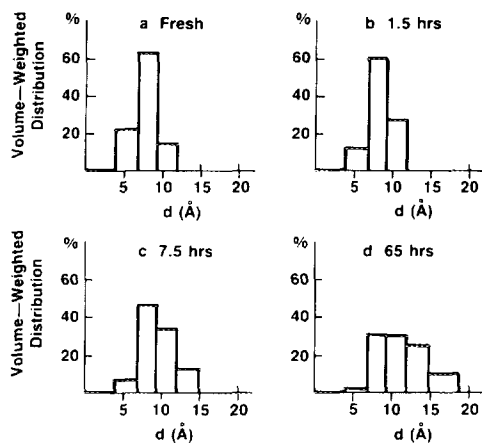 a Fresh
%
60
40
20
5 10 15 20
d (Å)
Volume—Weighted
Distribution
b 1.5 hrs
%
60
40
20
5 10 15 20
d (Å)
c 7.5 hrs
%
60
40
20
5 10 15 20
d (Å)
Volume—Weighted
Distribution
d 65 hrs
%
60
40
20
5 10 15 20
d (Å)